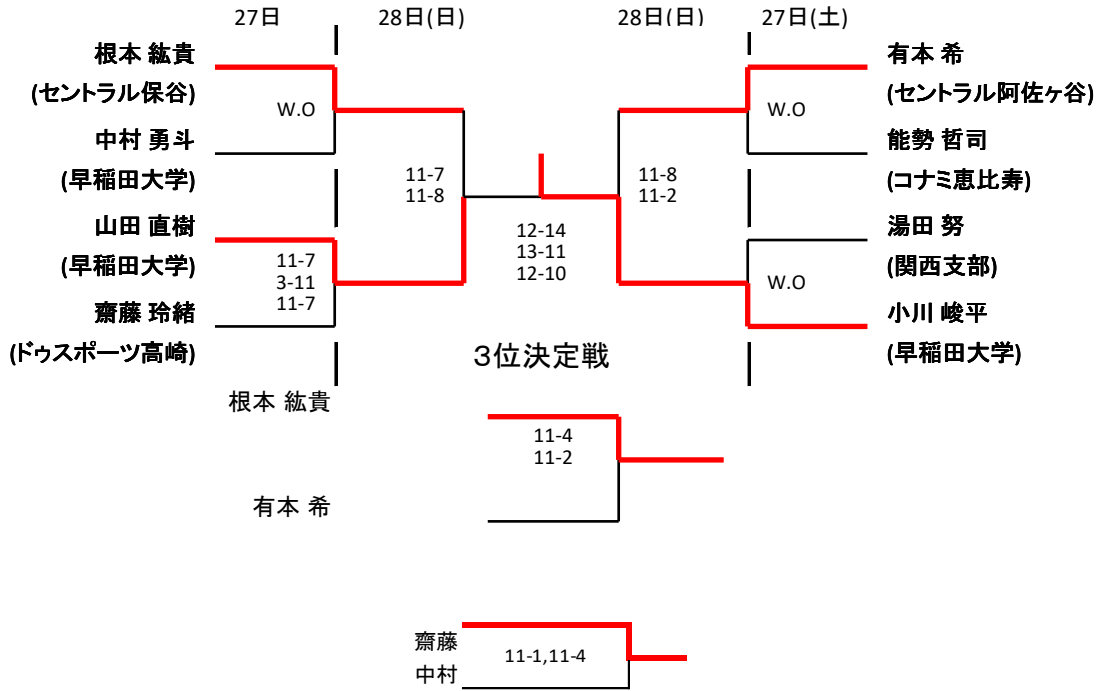 27日
28日(日)
28日(日)
27日(土)
根本 紘貴
(セントラル保谷)
W.O
中村 勇斗
(早稲田大学)
山田 直樹
(早稲田大学)
11-7
3-11
11-7
齋藤 玲緒
(ドゥスポーツ高崎)
11-7
11-8
12-14
13-11
12-10
11-8
11-2
有本 希
(セントラル阿佐ヶ谷)
W.O
能勢 哲司
(コナミ恵比寿)
湯田 努
(関西支部)
W.O
小川 峻平
(早稲田大学)
3位決定戦
根本 紘貴
11-4
11-2
有本 希
齋藤
11-1,11-4
中村